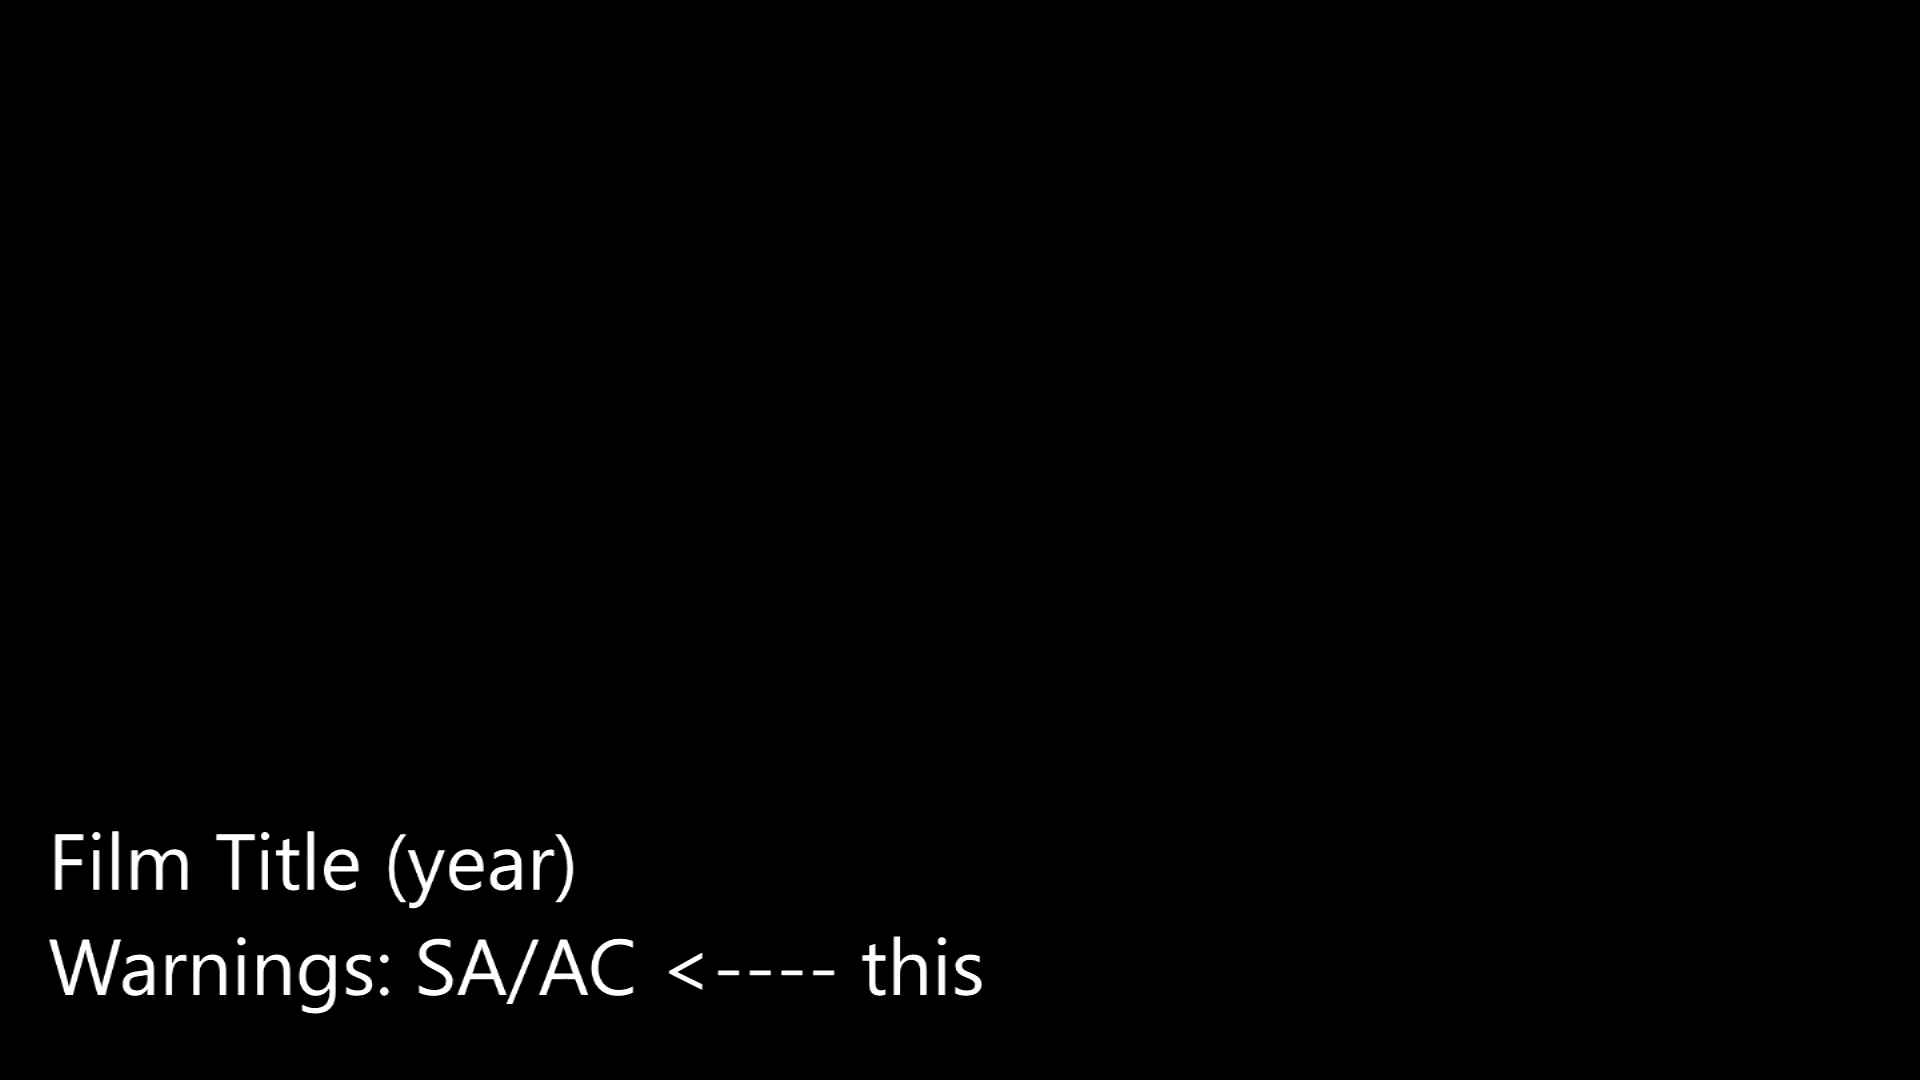 Film Title (year)
Warnings: SA/AC <---- this